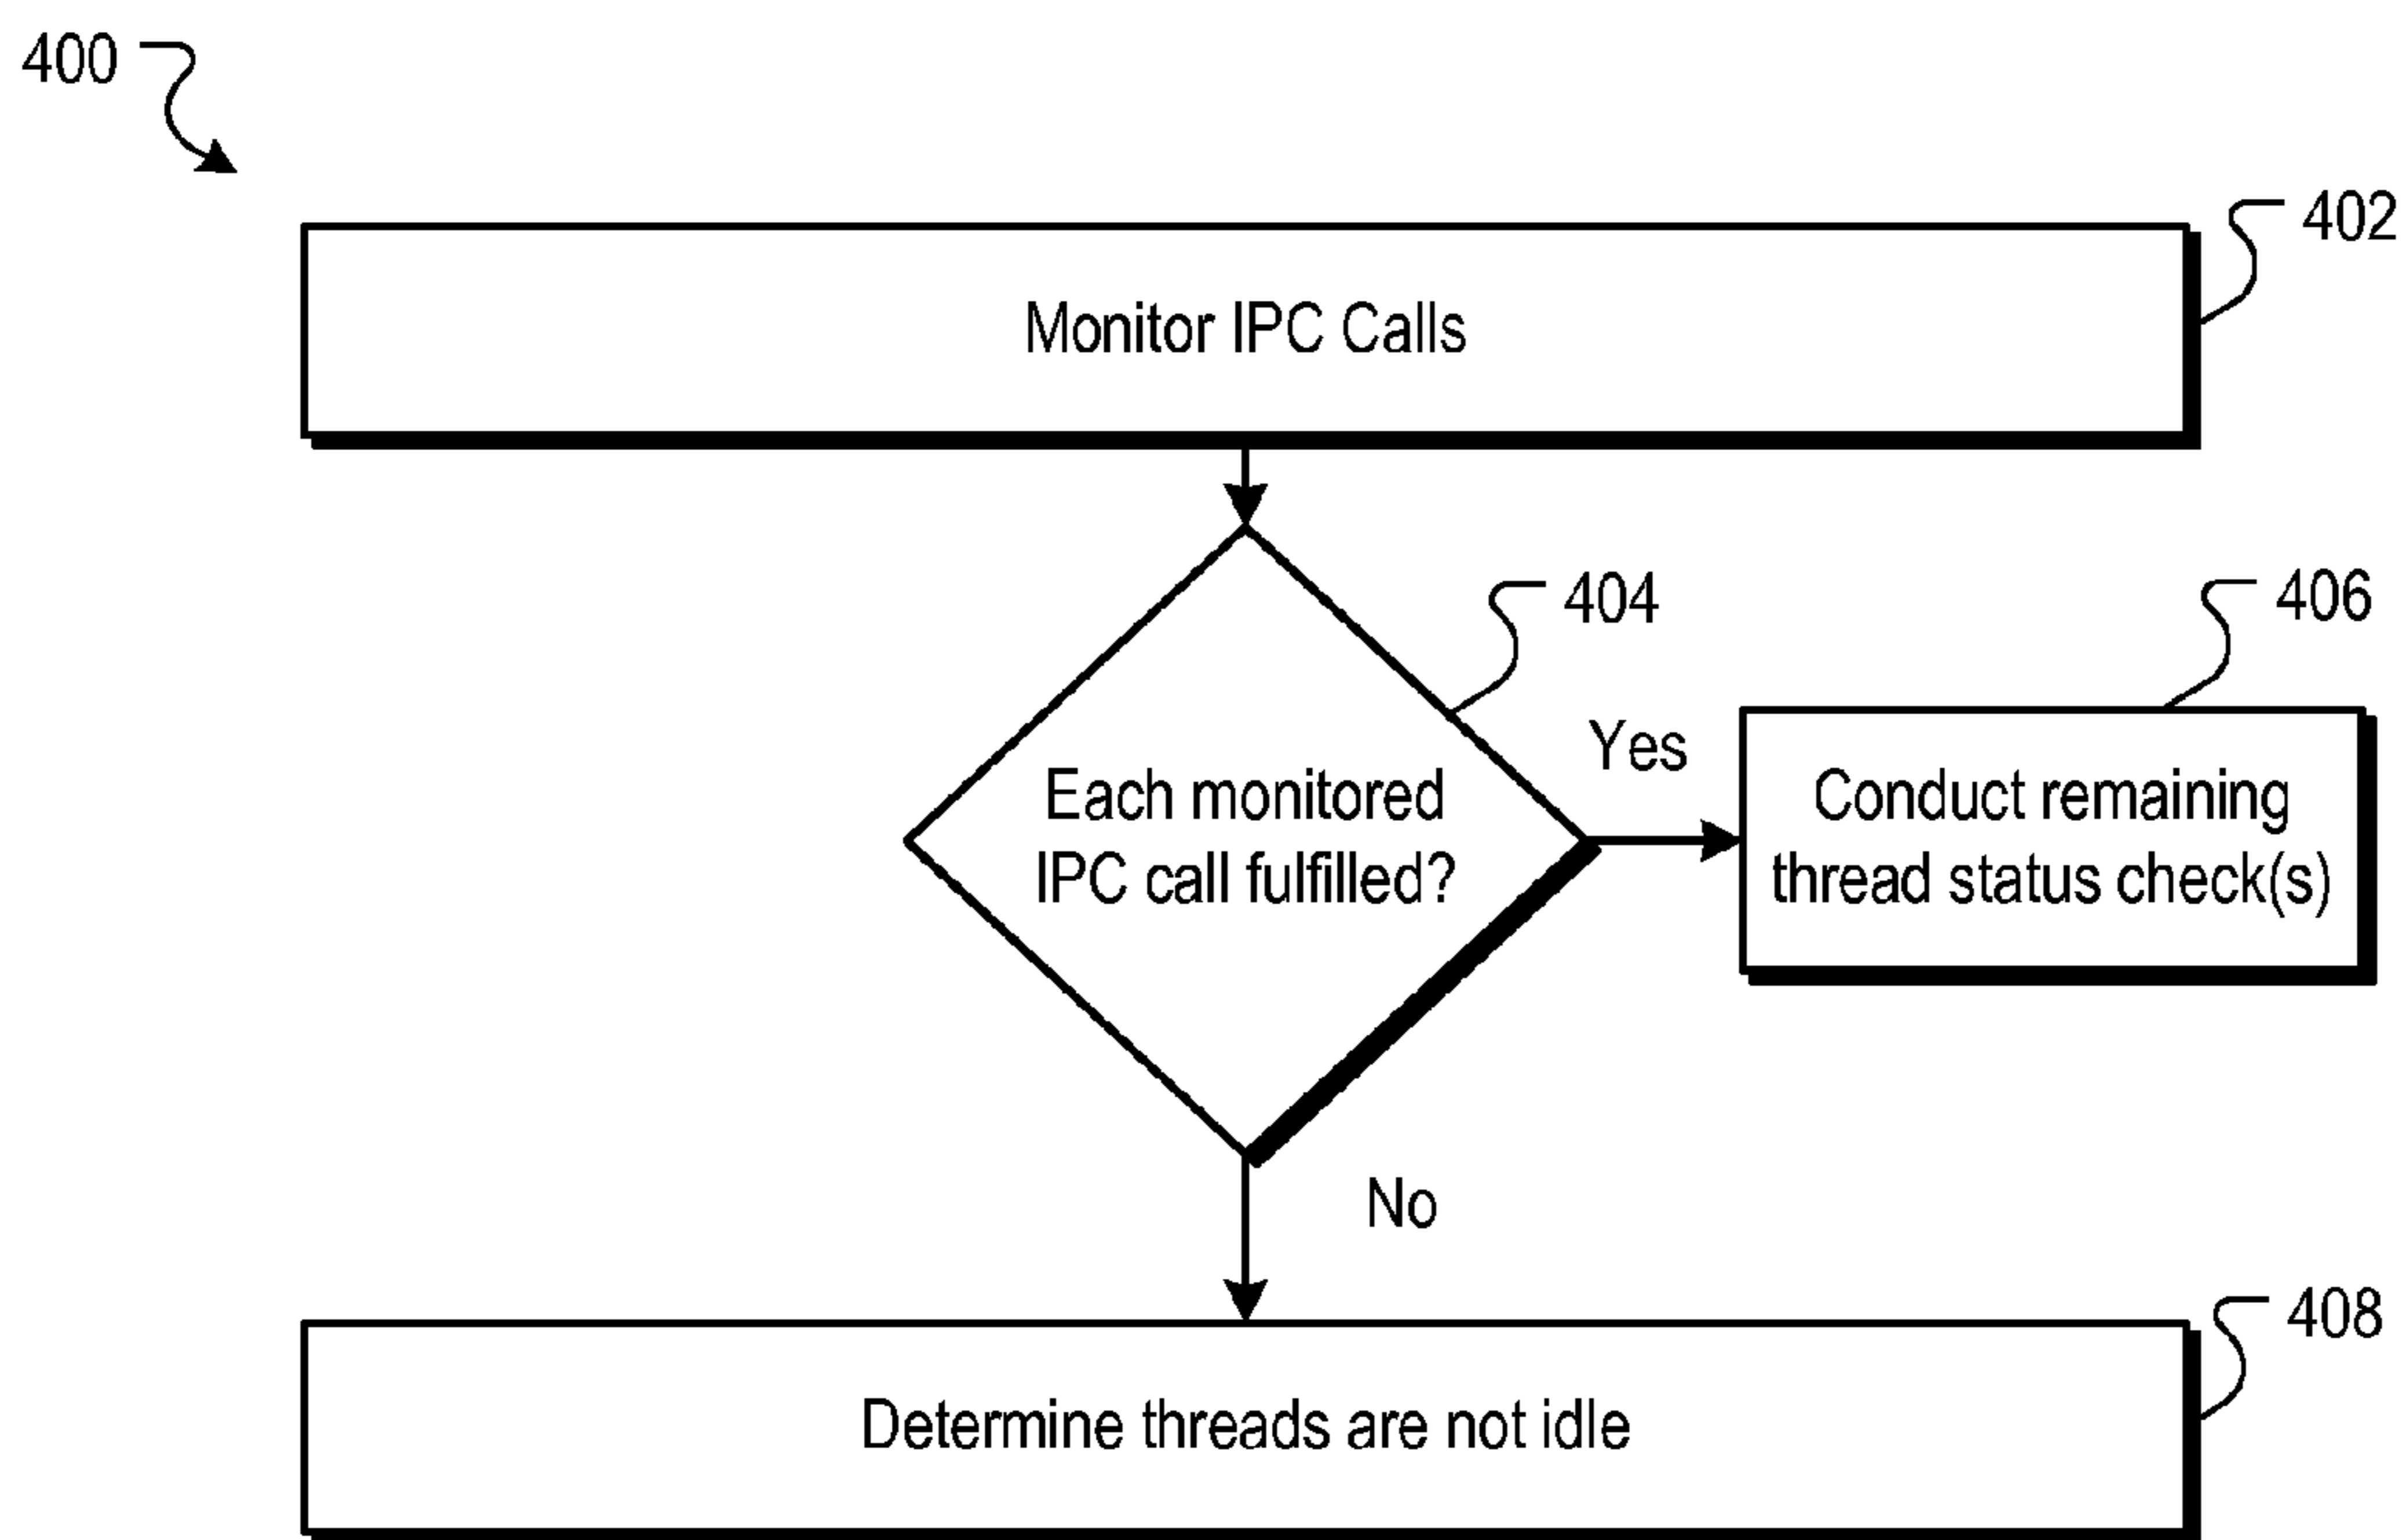 400
402
Monitor IPC Calls
404
406
Yes
Each monitored
IPC call fulfilled?
Conduct remaining
thread status check(s)
No
408
Determine threads are not idle